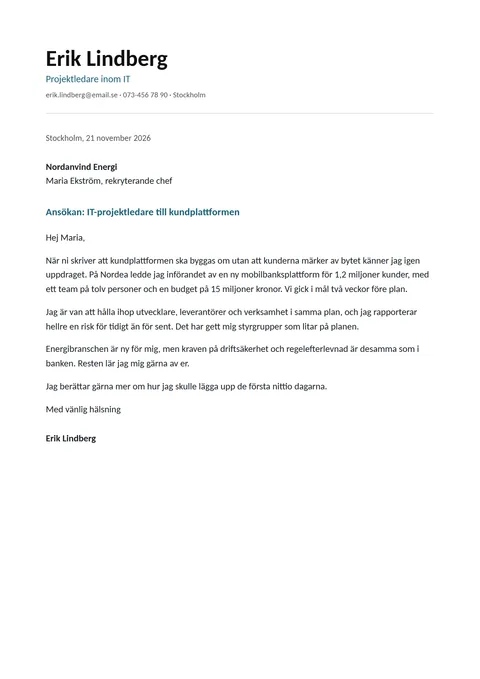 Erik Lindberg
Projektledare inom IT
erik.lindberg@email.se · 073-456 78 90 · Stockholm
Stockholm, 21 november 2026
Nordanvind Energi
Maria Ekström, rekryterande chef
Ansökan: IT-projektledare till kundplattformen
Hej Maria,
När ni skriver att kundplattformen ska byggas om utan att kunderna märker av bytet känner jag igen
uppdraget. På Nordea ledde jag införandet av en ny mobilbanksplattform för 1,2 miljoner kunder, med
ett team på tolv personer och en budget på 15 miljoner kronor. Vi gick i mål två veckor före plan.
Jag är van att hålla ihop utvecklare, leverantörer och verksamhet i samma plan, och jag rapporterar
hellre en risk för tidigt än för sent. Det har gett mig styrgrupper som litar på planen.
Energibranschen är ny för mig, men kraven på driftsäkerhet och regelefterlevnad är desamma som i
banken. Resten lär jag mig gärna av er.
Jag berättar gärna mer om hur jag skulle lägga upp de första nittio dagarna.
Med vänlig hälsning
Erik Lindberg